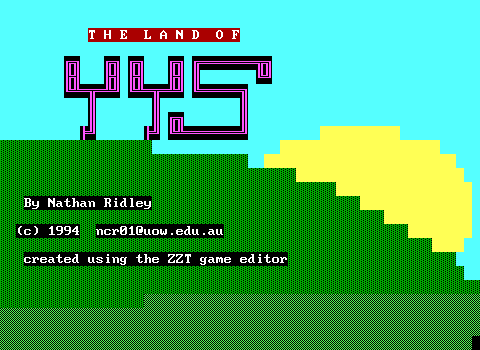 THE LAND OF
YYS
By Nathan Ridley
(c) 1994 ncr01@uow.edu.au
created using the ZZT game editor